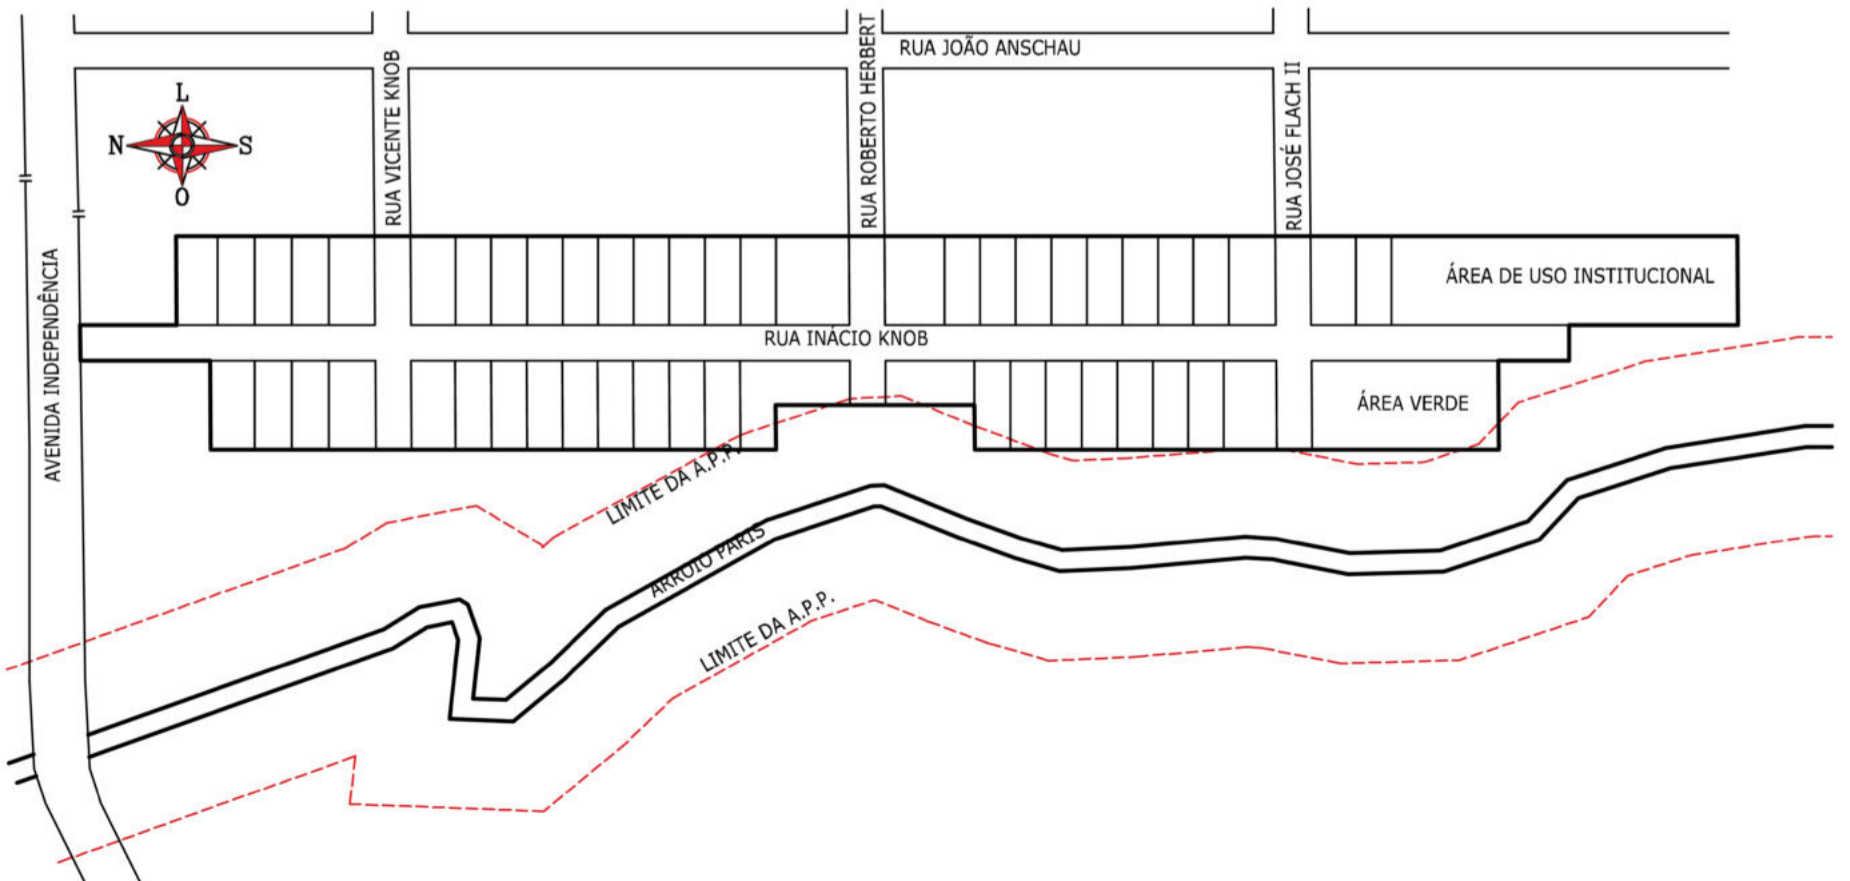 RUA JOÃO ANSCHAU
RUA VICENTE KNOB
RUA ROBERTO HERBERT
RUA JOSÉ FLACH II
L
N
S
O
AVENIDA INDEPENDÊNCIA
ÁREA DE USO INSTITUCIONAL
RUA INÁCIO KNOB
ÁREA VERDE
LIMITE DA A.P.P.
ARROIO PARIS
LIMITE DA A.P.P.